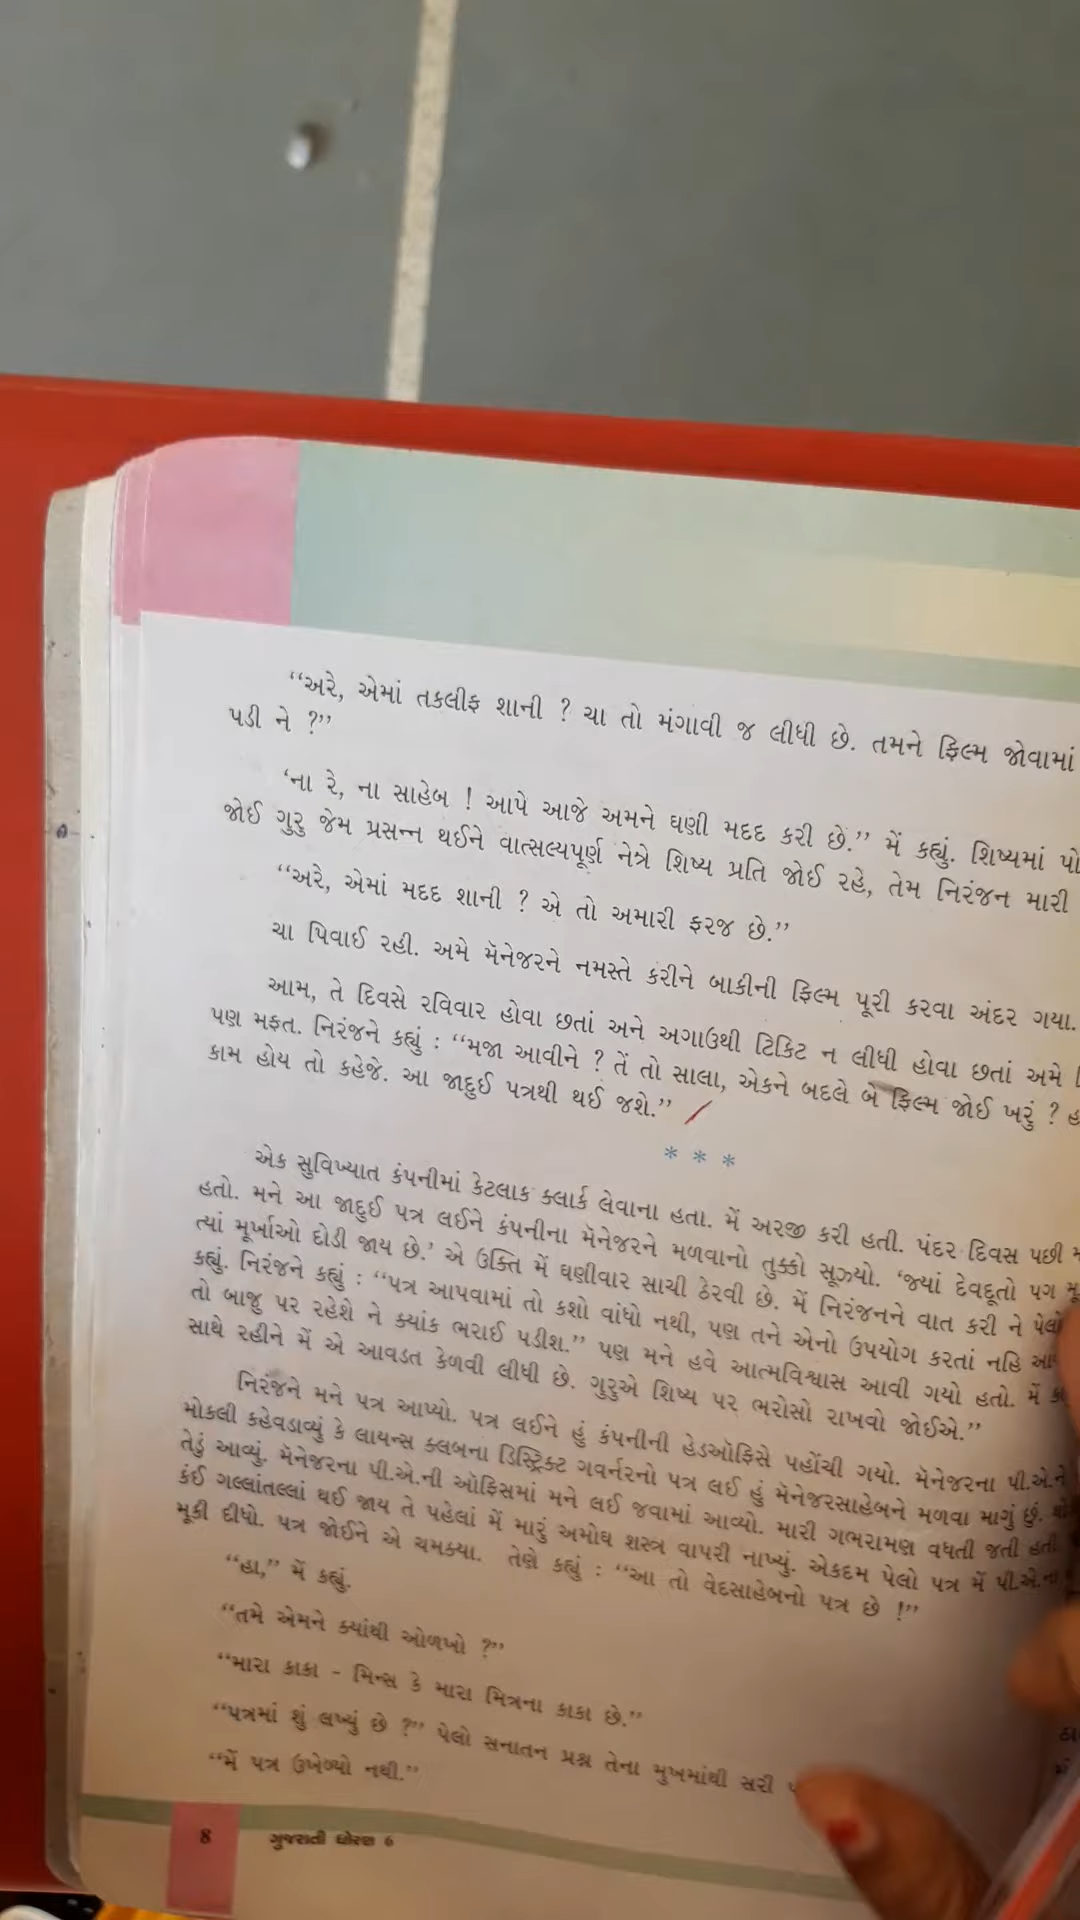 “અરે, એમાં તકલીફ શાની ? ચા તો મંગાવી જ લીધી છે. તમને ફિલ્મ જોવામાં
પડી ને ?”
‘ના રે, ના સાહેબ ! આપે આજે અમને ઘણી મદદ કરી છે.” મેં કહ્યું. શિષ્યમાં
જોઈ ગુરુ જેમ પ્રસન્ન થઈને વાત્સલ્યપૂર્ણ નેત્રે શિષ્ય પ્રતિ જોઈ રહે, તેમ નિરંજન મારી
“અરે, એમાં મદદ શાની ? એ તો અમારી ફરજ છે.”
ચા પિવાઈ રહી. અમે મૅનેજરને નમસ્તે કરીને બાકીની ફિલ્મ પૂરી કરવા અંદર ગયા.
આમ, તે દિવસે રવિવાર હોવા છતાં અને અગાઉથી ટિકિટ ન લીધી હોવા છતાં અમે
પણ મફત. નિરંજને કહ્યું : “મજા આવીને ? તેં તો સાલા, એકને બદલે બે ફિલ્મ જોઈ ખરું ?
કામ હોય તો કહેજે. આ જાદુઈ પત્રથી થઈ જશે.”
* * *
એક સુવિખ્યાત કંપનીમાં કેટલાક ક્લાર્ક લેવાના હતા. મેં અરજી કરી હતી. પંદર દિવસ પછી
હતો. મને આ જાદુઈ પત્ર લઈને કંપનીના મૅનેજરને મળવાનો તુક્કો સૂઝ્યો. ‘જ્યાં દેવદૂતો પગ
ત્યાં મૂર્ખાઓ દોડી જાય છે.’ એ ઉક્તિ મેં ઘણીવાર સાચી ઠેરવી છે. મેં નિરંજનને વાત કરી ને પેલો
કહ્યું. નિરંજને કહ્યું : “પત્ર આપવામાં તો કશો વાંધો નથી, પણ તને એનો ઉપયોગ કરતાં નહિ
તો બાજુ પર રહેશે ને ક્યાંક ભરાઈ પડીશ.” પણ મને હવે આત્મવિશ્વાસ આવી ગયો હતો. મેં
સાથે રહીને મેં એ આવડત કેળવી લીધી છે. ગુરુએ શિષ્ય પર ભરોસો રાખવો જોઈએ.”
નિરંજને મને પત્ર આપ્યો. પત્ર લઈને હું કંપનીની હેડઑફિસે પહોંચી ગયો. મૅનેજરના પી.એ.ને
મોકલી કહેવડાવ્યું કે લાયન્સ ક્લબના ડિસ્ટ્રિક્ટ ગવર્નરનો પત્ર લઈ હું મૅનેજરસાહેબને મળવા માગું છું.
તેડું આવ્યું. મૅનેજરના પી.એ.ની ઑફિસમાં મને લઈ જવામાં આવ્યો. મારી ગભરામણ વધતી જતી હતી.
કંઈ ગલ્લાંતલ્લાં થઈ જાય તે પહેલાં મેં મારું અમોઘ શસ્ત્ર વાપરી નાખ્યું. એકદમ પેલો પત્ર મેં પી.એ.ના
મૂકી દીધો. પત્ર જોઈને એ ચમક્યા. તેણે કહ્યું : “આ તો વેદસાહેબનો પત્ર છે !”
“હા,” મેં કહ્યું.
“તમે એમને ક્યાંથી ઓળખો ?”
“મારા કાકા - મિન્સ કે મારા મિત્રના કાકા છે.”
“પત્રમાં શું લખ્યું છે ?” પેલો સનાતન પ્રશ્ન તેના મુખમાંથી સરી
“મેં પત્ર ઉખેળ્યો નથી.”
8 ગુજરાતી ધોરણ 6